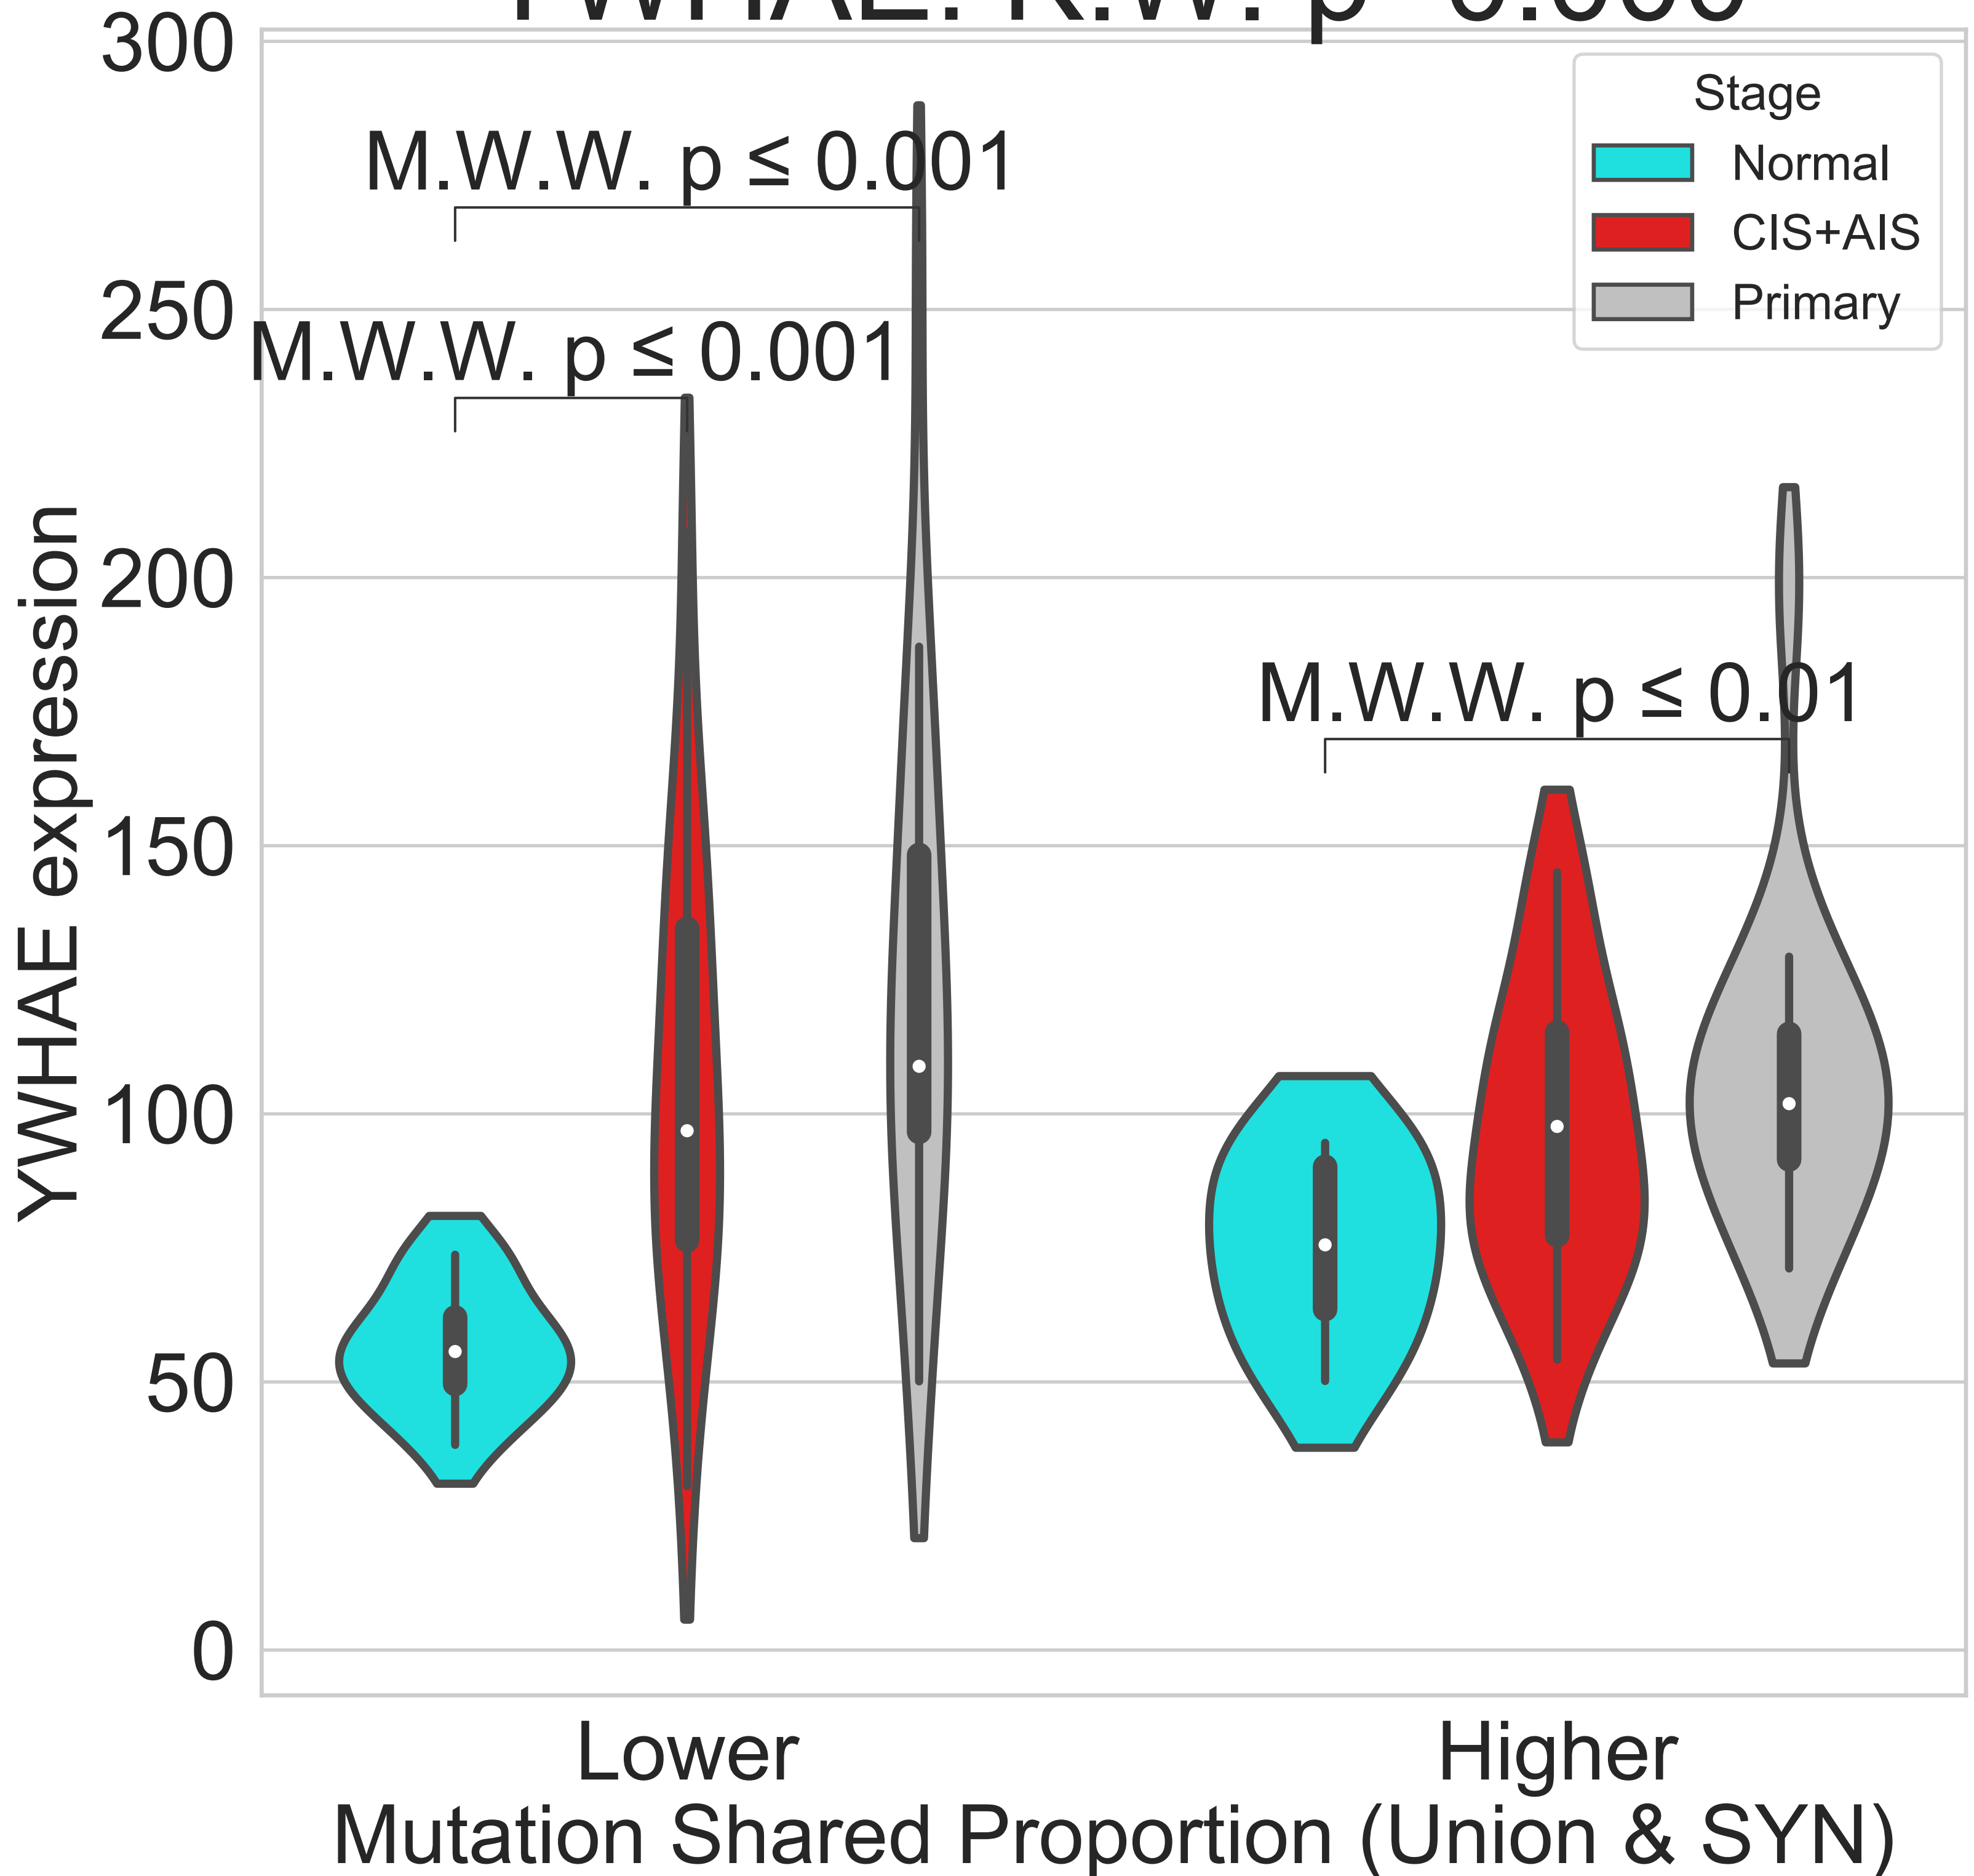 300
Stage
Normal
CIS+AIS
Primary
M.W.W. p ≤ 0.001
250
M.W.W. p ≤ 0.001
200
M.W.W. p ≤ 0.01
150
100
50
0
YWHAE expression
Lower
Higher
Mutation Shared Proportion (Union & SYN)